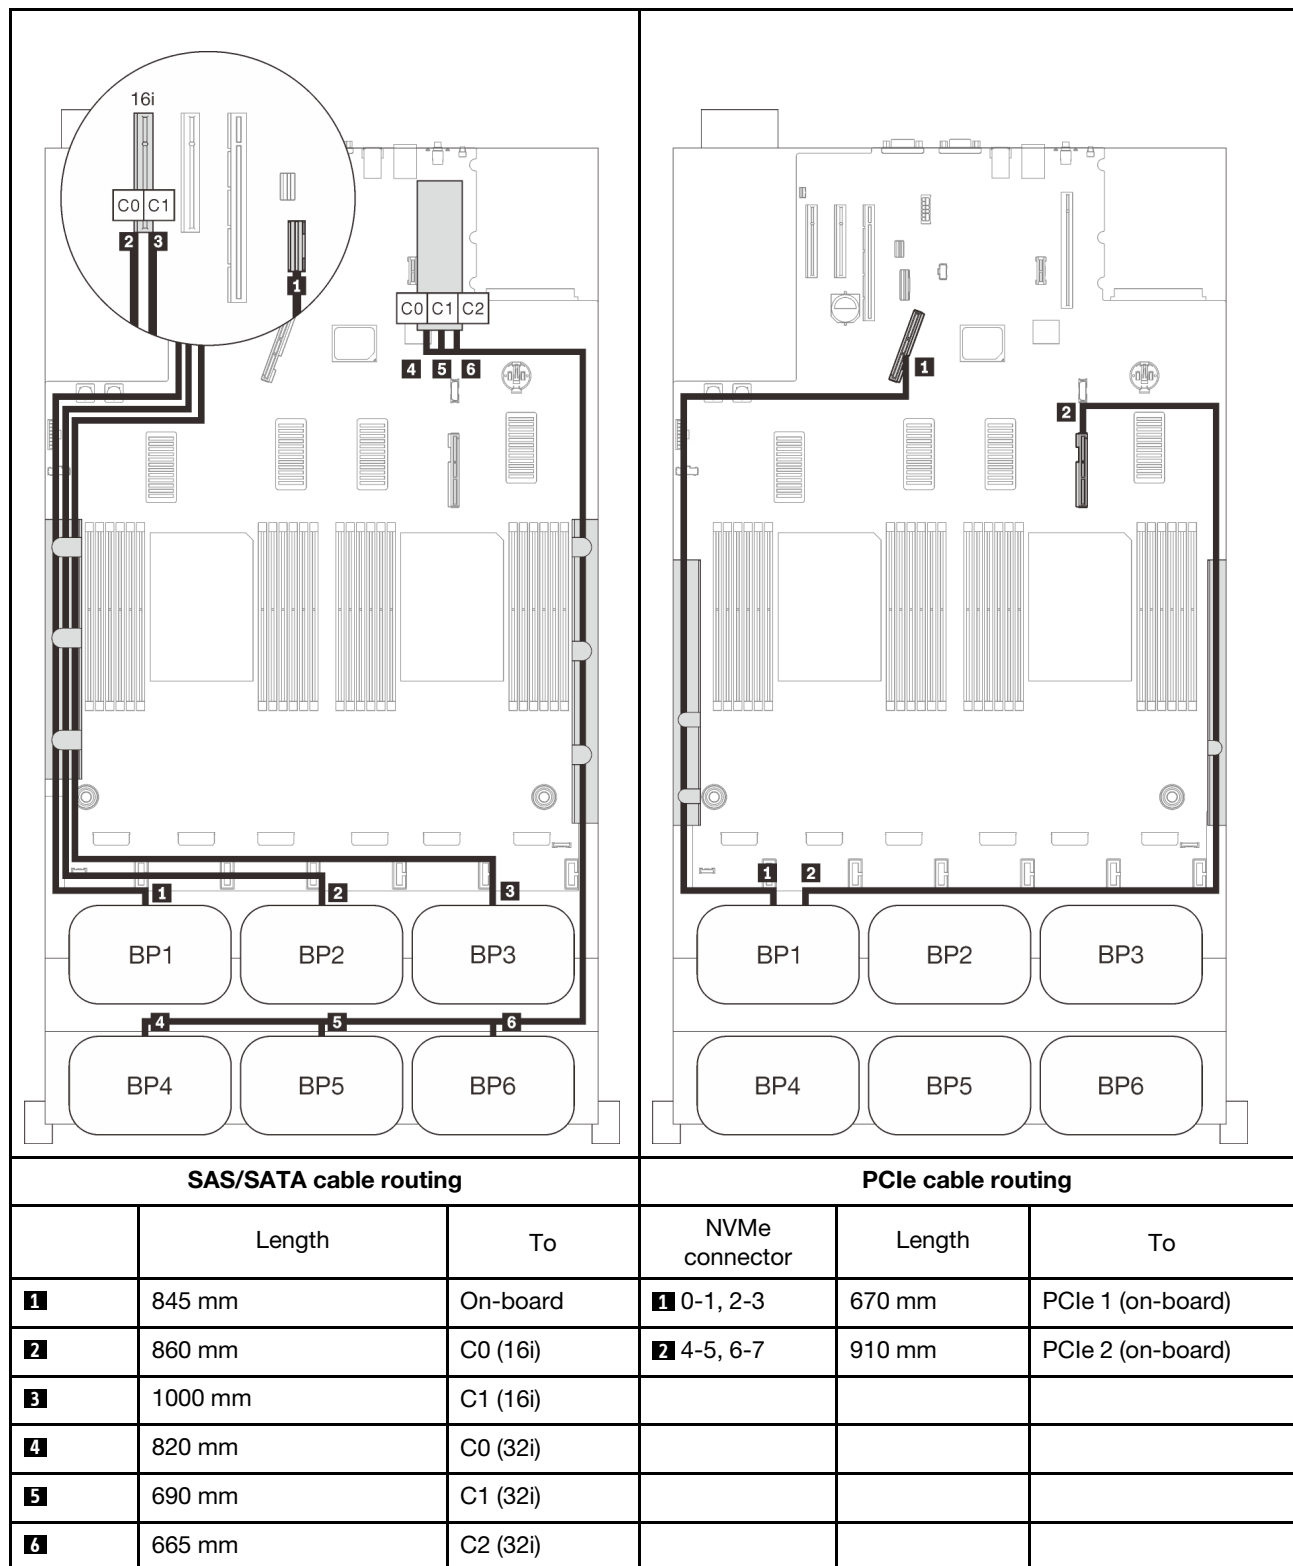 16i
C0 C1
2 3
1
C0 C1 C2
4 5 6
1 2 3
BP1 BP2 BP3
4 5 6
BP4 BP5 BP6
1
2
1 2
BP1 BP2 BP3
BP4 BP5 BP6
SAS/SATA cable routing PCIe cable routing
Length To NVMe connector Length To
1 845 mm On-board 1 0-1, 2-3 670 mm PCIe 1 (on-board)
2 860 mm C0 (16i) 2 4-5, 6-7 910 mm PCIe 2 (on-board)
3 1000 mm C1 (16i)
4 820 mm C0 (32i)
5 690 mm C1 (32i)
6 665 mm C2 (32i)